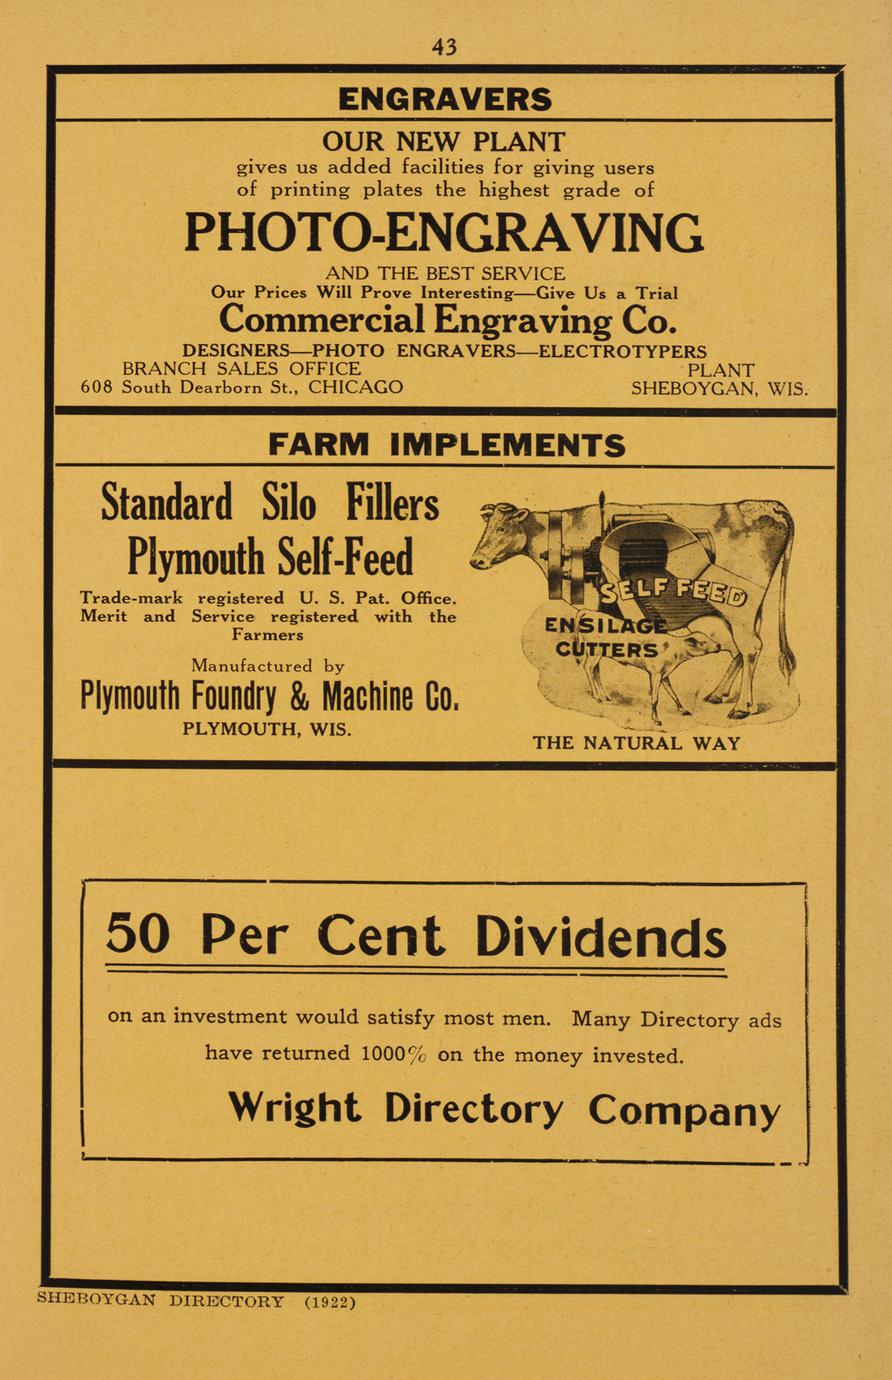 43
ENGRAVERS
OUR NEW PLANT
gives us added facilities for giving users
of printing plates the highest grade of
PHOTO-ENGRAVING
AND THE BEST SERVICE
Our Prices Will Prove Interesting—Give Us a Trial
Commercial Engraving Co.
DESIGNERS—PHOTO ENGRAVERS—ELECTROTYPERS
BRANCH SALES OFFICE
608 South Dearborn St., CHICAGO
PLANT
SHEBOYGAN, WIS.
FARM IMPLEMENTS
Standard Silo Fillers
Plymouth Self-Feed
Trade-mark registered U. S. Pat. Office.
Merit and Service registered with the
Farmers
Manufactured by
Plymouth Foundry & Machine Co.
PLYMOUTH, WIS.
SELF FEED
ENSILAGE
CUTTERS
THE NATURAL WAY
50 Per Cent Dividends
on an investment would satisfy most men. Many Directory ads
have returned 1000% on the money invested.
Wright Directory Company
SHEBOYGAN DIRECTORY (1922)